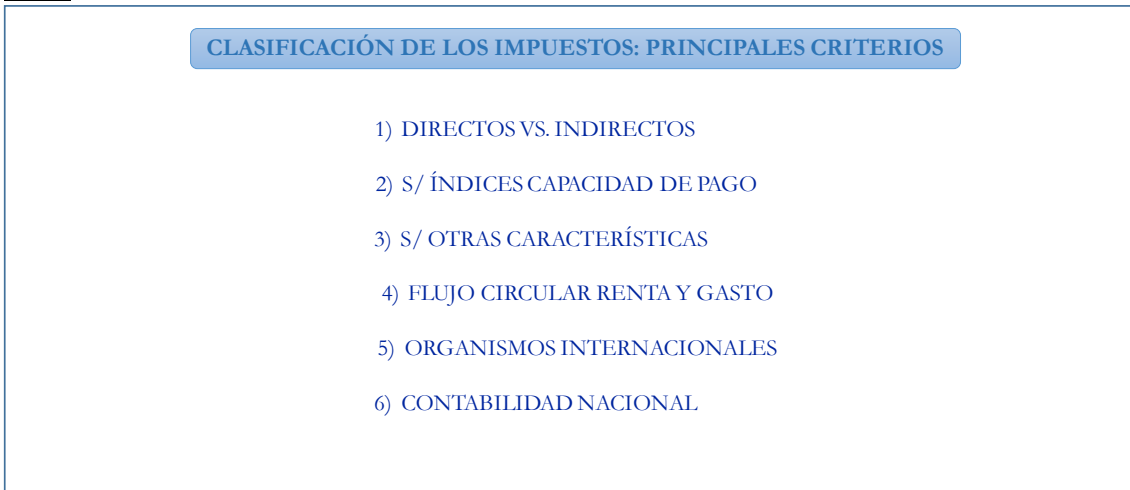 CLASIFICACIÓN DE LOS IMPUESTOS: PRINCIPALES CRITERIOS
1) DIRECTOS VS. INDIRECTOS
2) S/ ÍNDICES CAPACIDAD DE PAGO
3) S/ OTRAS CARACTERÍSTICAS
4) FLUJO CIRCULAR RENTA Y GASTO
5) ORGANISMOS INTERNACIONALES
6) CONTABILIDAD NACIONAL